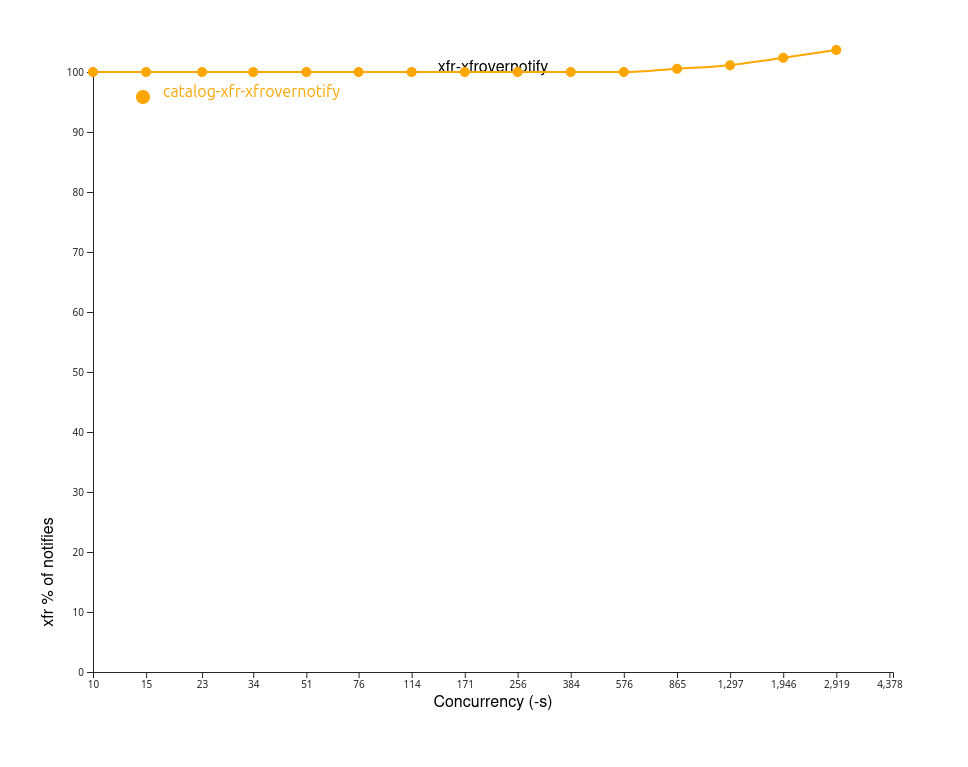 xfr-xfrovernotify
catalog-xfr-xfrovernotify
100
90
80
70
60
50
40
30
20
10
0
xfr % of notifies
10 15 23 34 51 76 114 171 256 384 576 865 1,297 1,946 2,919 4,378
Concurrency (-s)